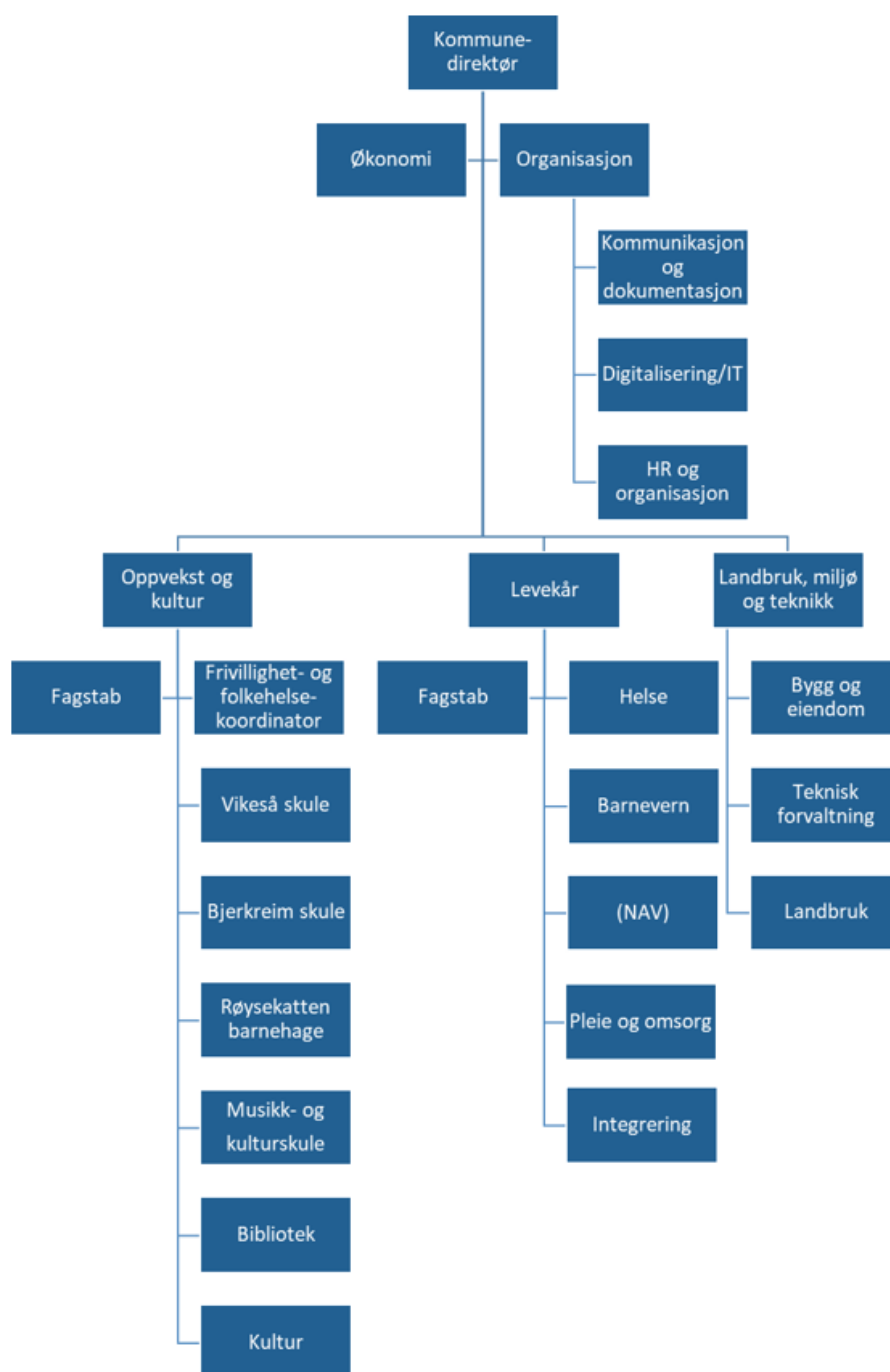 Kommune-
direktør
Økonomi
Organisasjon
Kommunikasjon
og
dokumentasjon
Digitalisering/IT
HR og
organisasjon
Oppvekst og
kultur
Levekår
Landbruk, miljø
og teknikk
Fagstab
Frivillighet- og
folkehelse-
koordinator
Vikeså skule
Bjerkreim skule
Røysekatten
barnehage
Musikk- og
kulturskule
Bibliotek
Kultur
Fagstab
Helse
Barnevern
(NAV)
Pleie og omsorg
Integrering
Bygg og
eiendom
Teknisk
forvaltning
Landbruk